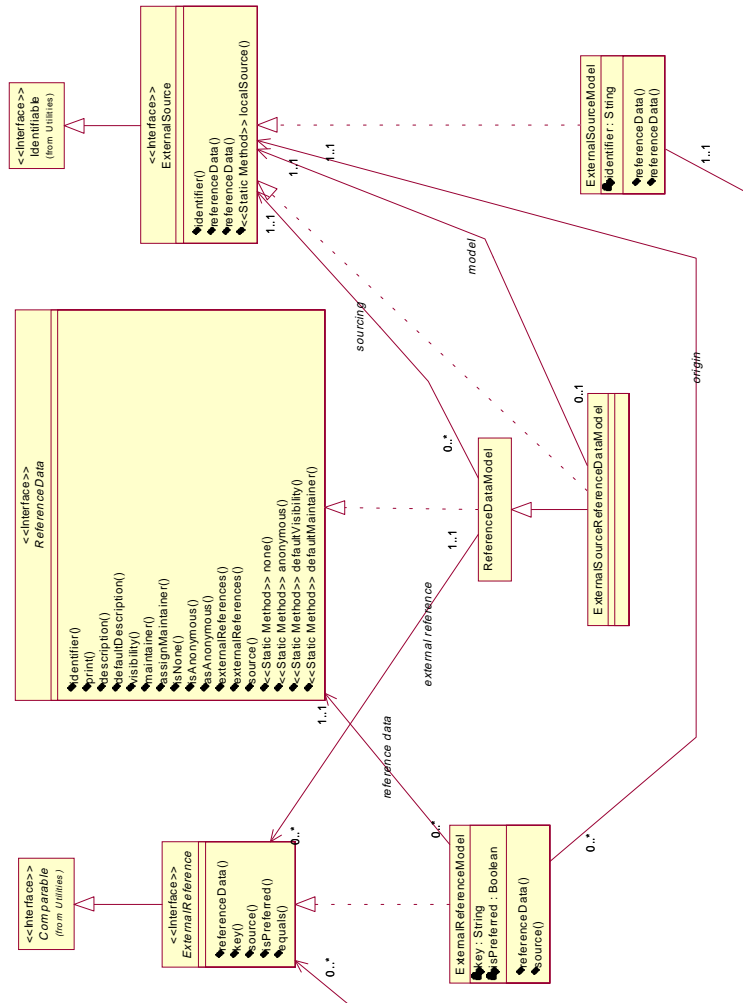 <<Interface>>
Identifiable
(from Utilities)
<<Interface>>
ExternalSource
identifier()
referenceData()
referenceData()
<<Static Method>> localSource()
ExternalSourceModel
identifier : String
referenceData()
referenceData()
1..1
1..1
1..1
1..1
model
sourcing
origin
<<Interface>>
ReferenceData
identifier()
print()
description()
defaultDescription()
visibility()
maintainer()
assignMaintainer()
isNone()
isAnonymous()
asAnonymous()
externalReferences()
externalReferences()
source()
<<Static Method>> none()
<<Static Method>> anonymous()
<<Static Method>> defaultVisibility()
<<Static Method>> defaultMaintainer()
0..*
ReferenceDataModel
1..1
0..1
ExternalSourceReferenceDataModel
external reference
1..1
reference data
<<Interface>>
Comparable
(from Utilities)
<<Interface>>
ExternalReference
referenceData()
key()
source()
isPreferred()
equals()
0..*
0..*
ExternalReferenceModel
key : String
isPreferred : Boolean
referenceData()
source()
0..*
0..*